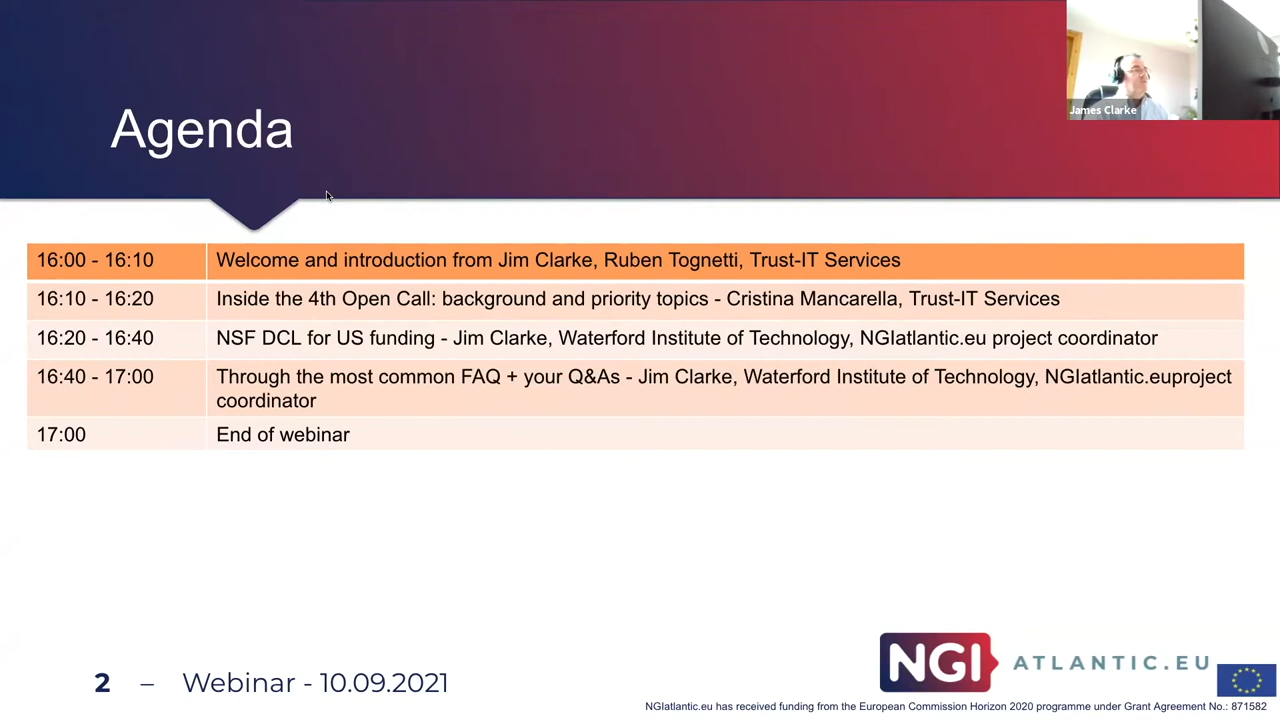 James Clarke
Agenda
16:00 - 16:10 Welcome and introduction from Jim Clarke, Ruben Tognetti, Trust-IT Services
16:10 - 16:20 Inside the 4th Open Call: background and priority topics - Cristina Mancarella, Trust-IT Services
16:20 - 16:40 NSF DCL for US funding - Jim Clarke, Waterford Institute of Technology, NGIatlantic.eu project coordinator
16:40 - 17:00 Through the most common FAQ + your Q&As - Jim Clarke, Waterford Institute of Technology, NGIatlantic.euproject
coordinator
17:00 End of webinar
NGI ATLANTIC.EU
2 – Webinar - 10.09.2021
NGIatlantic.eu has received funding from the European Commission Horizon 2020 programme under Grant Agreement No.: 871582